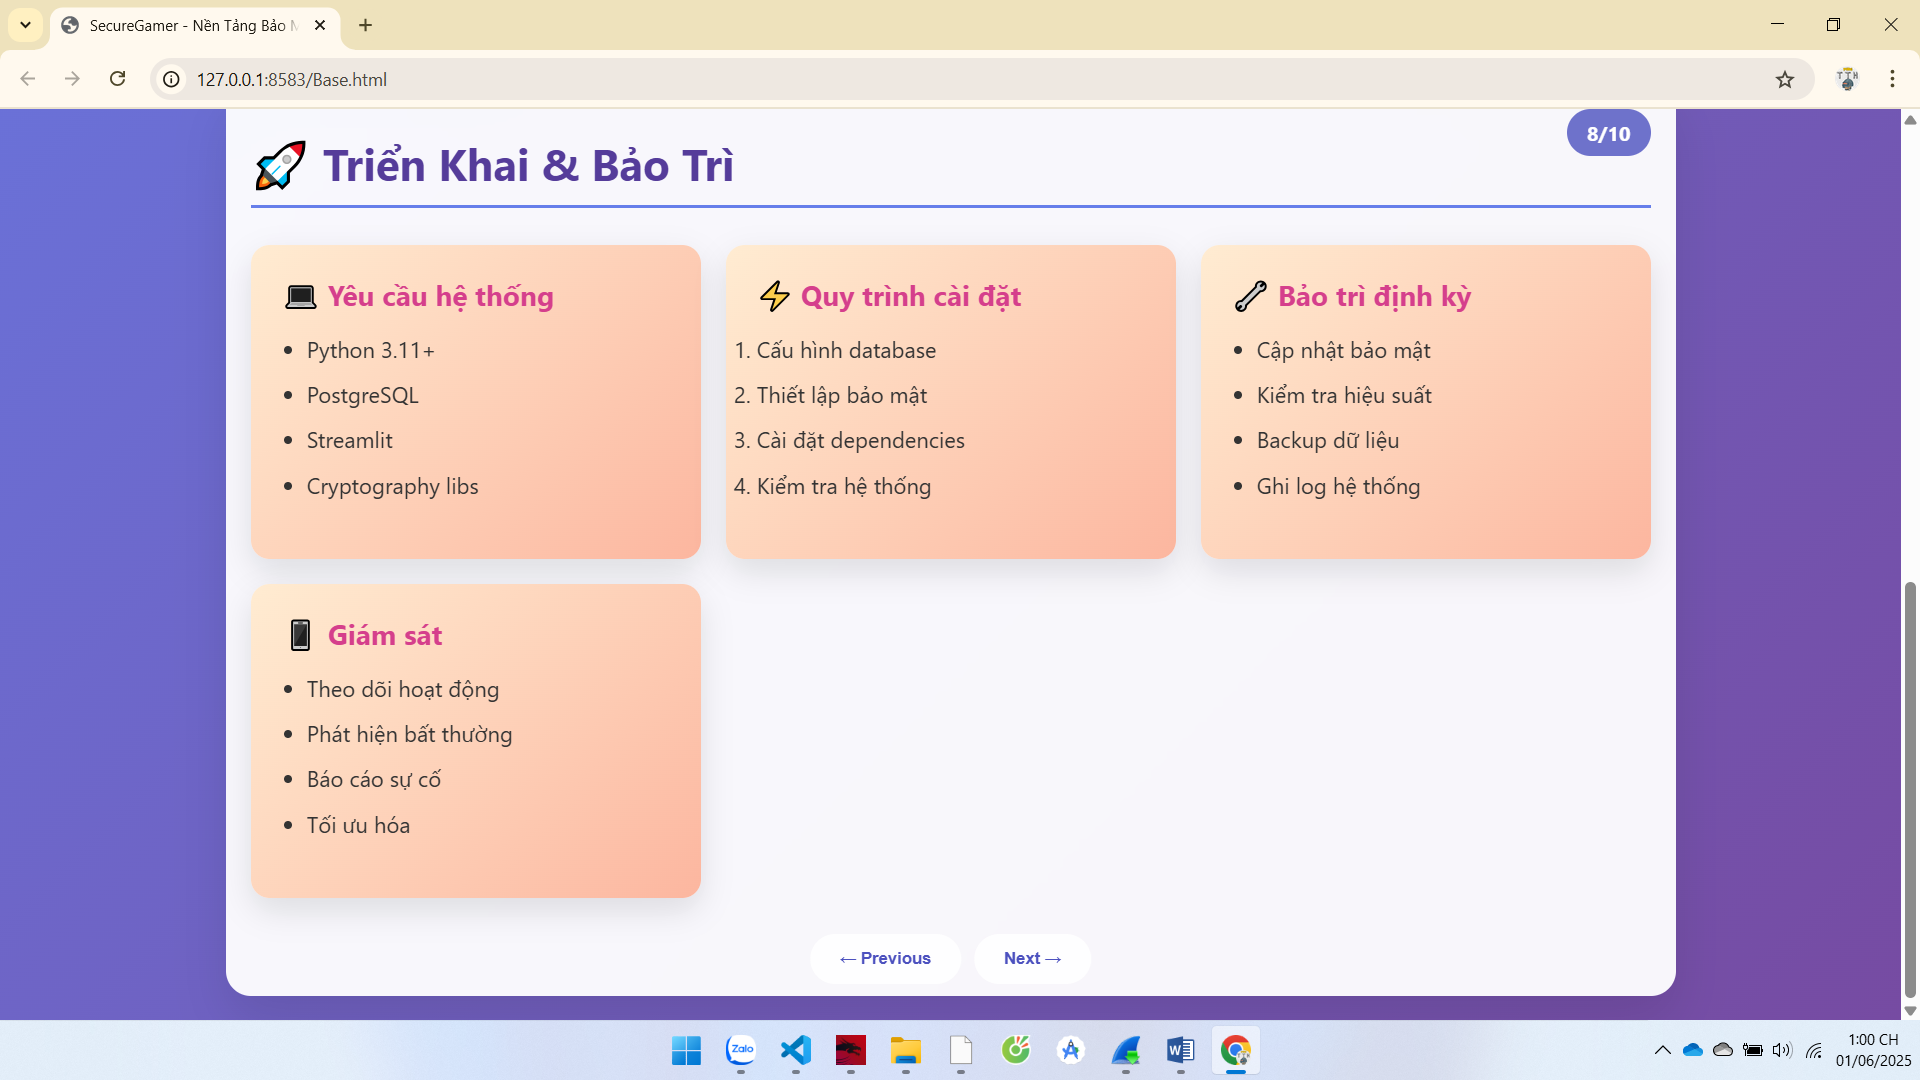 SecureGamer - Nền Tảng Bảo M
127.0.0.1:8583/Base.html
TTH
8/10
Triển Khai & Bảo Trì
Yêu cầu hệ thống
Python 3.11+
PostgreSQL
Streamlit
Cryptography libs
Quy trình cài đặt
1. Cấu hình database
2. Thiết lập bảo mật
3. Cài đặt dependencies
4. Kiểm tra hệ thống
Bảo trì định kỳ
Cập nhật bảo mật
Kiểm tra hiệu suất
Backup dữ liệu
Ghi log hệ thống
Giám sát
Theo dõi hoạt động
Phát hiện bất thường
Báo cáo sự cố
Tối ưu hóa
← Previous
Next →
Zalo
W
1:00 CH
01/06/2025